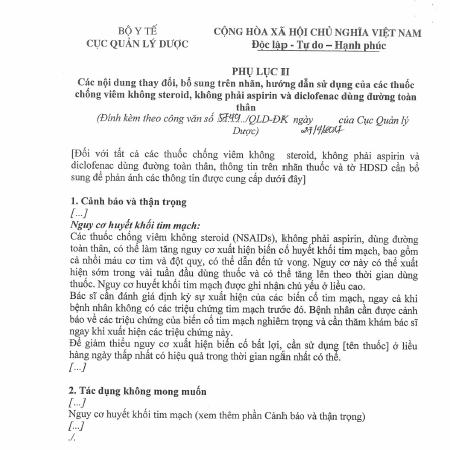 BỘ Y TẾ
CỤC QUẢN LÝ DƯỢC
CỘNG HÒA XÃ HỘI CHỦ NGHĨA VIỆT NAM
Độc lập - Tự do – Hạnh phúc
PHỤ LỤC III
Các nội dung thay đổi, bổ sung trên nhãn, hướng dẫn sử dụng của các thuốc
chống viêm không steroid, không phải aspirin và diclofenac dùng đường toàn
thân
(Đính kèm theo công văn số /QLD-ĐK ngày của Cục Quản lý
Dược)
[Đối với tất cả các thuốc chống viêm không steroid, không phải aspirin và
diclofenac dùng đường toàn thân, thông tin trên nhãn thuốc và tờ HDSD cần bổ
sung để phản ánh các thông tin được cung cấp dưới đây]
1. Cảnh báo và thận trọng
[...]
Nguy cơ huyết khối tim mạch:
Các thuốc chống viêm không steroid (NSAIDs), không phải aspirin, dùng đường
toàn thân, có thể làm tăng nguy cơ xuất hiện biến cố huyết khối tim mạch, bao gồm
cả nhồi máu cơ tim và đột quỵ, có thể dẫn đến tử vong. Nguy cơ này có thể xuất
hiện sớm trong vài tuần đầu dùng thuốc và có thể tăng lên theo thời gian dùng
thuốc. Nguy cơ huyết khối tim mạch được ghi nhận chủ yếu ở liều cao.
Bác sĩ cần đánh giá định kỳ sự xuất hiện của các biến cố tim mạch, ngay cả khi
bệnh nhân không có các triệu chứng tim mạch trước đó. Bệnh nhân cần được cảnh
báo về các triệu chứng của biến cố tim mạch nghiêm trọng và cần thăm khám bác sĩ
ngay khi xuất hiện các triệu chứng này.
Để giảm thiểu nguy cơ xuất hiện biến cố bất lợi, cần sử dụng [tên thuốc] ở liều
hàng ngày thấp nhất có hiệu quả trong thời gian ngắn nhất có thể.
[...]
2. Tác dụng không mong muốn
[...]
Nguy cơ huyết khối tim mạch (xem thêm phần Cảnh báo và thận trọng)
[...]
./.